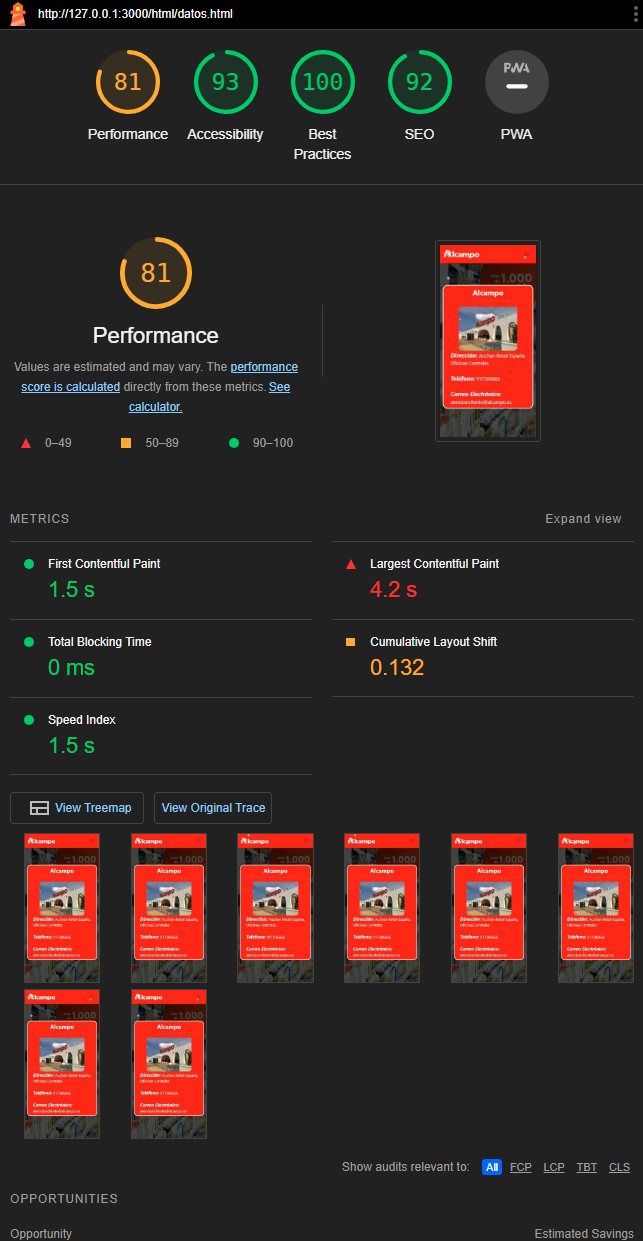 http://127.0.0.1:3000/html/datos.html
81
93
100
92
PWA
Performance
Accessibility
Best
Practices
SEO
PWA
81
Performance
Values are estimated and may vary. The performance
score is calculated directly from these metrics. See
calculator.
0–49
50–89
90–100
Alcampo
1.000
Alcampo
Alcampo
Dirección: Auchan Retail España,
Oficinas Centrales
Teléfono: 917306666
Correo Electrónico:
atencioncliente@alcampo.es
METRICS
Expand view
First Contentful Paint
1.5 s
Largest Contentful Paint
4.2 s
Total Blocking Time
0 ms
Cumulative Layout Shift
0.132
Speed Index
1.5 s
View Treemap
View Original Trace
Show audits relevant to: All FCP LCP TBT CLS
OPPORTUNITIES
Opportunity
Estimated Savings